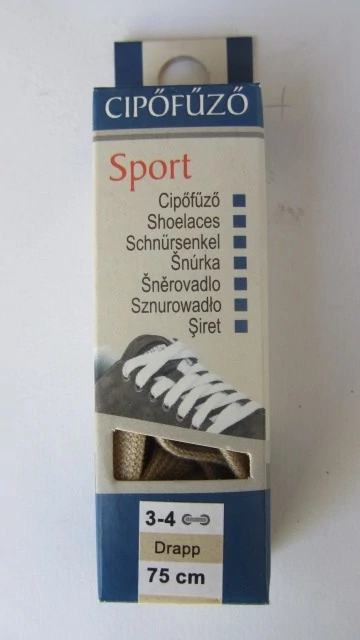 CIPŐFŰZŐ
Sport
Cipőfűző
Shoelaces
Schnürsenkel
Šnúrka
Šněrovadlo
Sznurowadło
Şiret
3-4
Drapp
75 cm